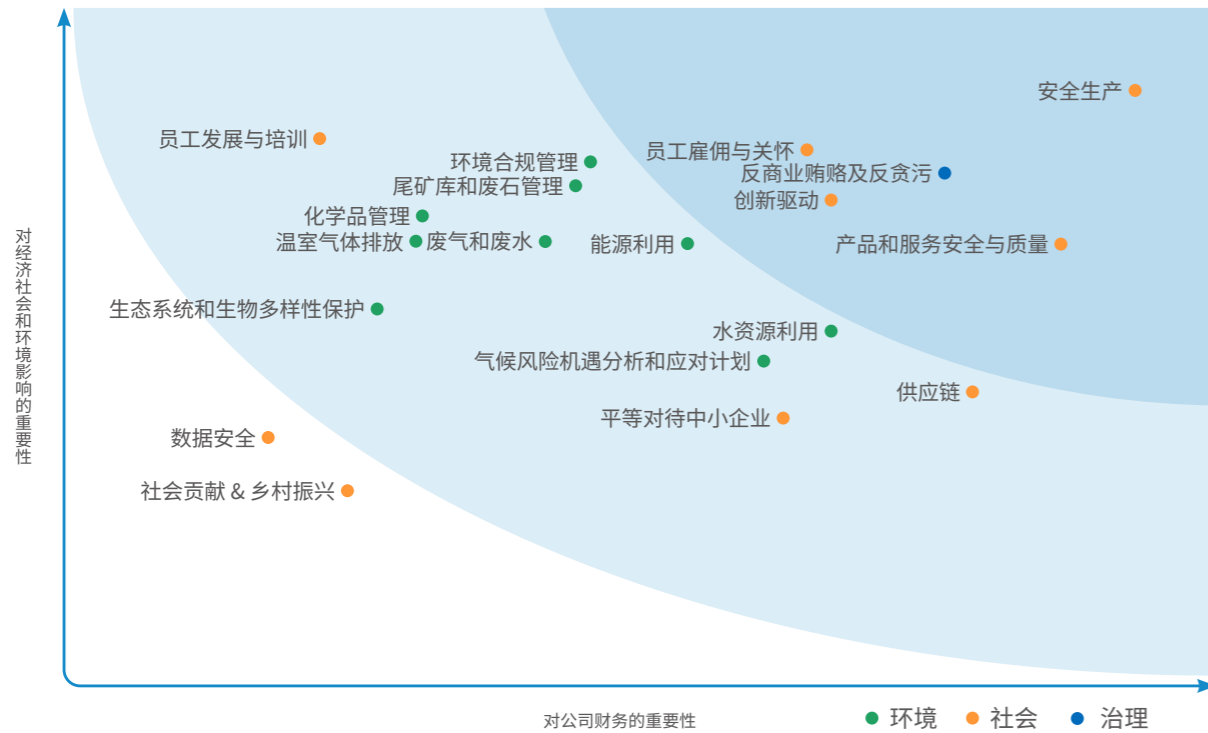 安全生产
员工发展与培训
员工雇佣与关怀
环境合规管理
反商业贿赂及反贪污
尾矿库和废石管理
创新驱动
化学品管理
温室气体排放
废气和废水
能源利用
产品和服务安全与质量
生态系统和生物多样性保护
水资源利用
气候风险机遇分析和应对计划
供应链
平等对待中小企业
数据安全
社会贡献 & 乡村振兴
对经济社会和环境影响的重要性
对公司财务的重要性
环境
社会
治理